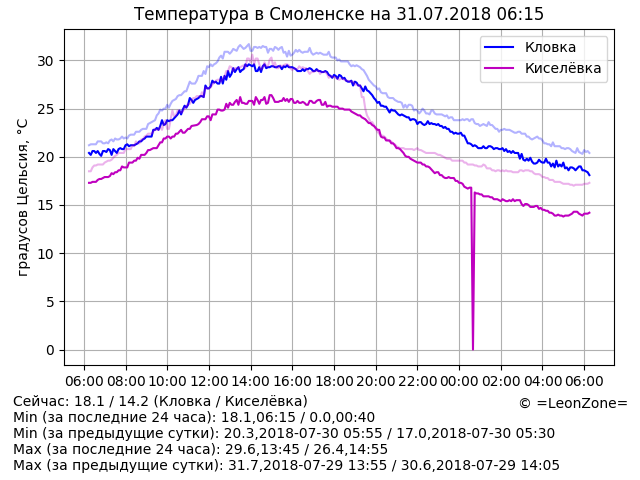 Температура в Смоленске на 31.07.2018 06:15
градусов Цельсия, °C
30
25
20
15
10
5
0
Кловка
Киселёвка
06:00 08:00 10:00 12:00 14:00 16:00 18:00 20:00 22:00 00:00 02:00 04:00 06:00
Сейчас: 18.1 / 14.2 (Кловка / Киселёвка)
© =LeonZone=
Min (за последние 24 часа): 18.1,06:15 / 0.0,00:40
Min (за предыдущие сутки): 20.3,2018-07-30 05:55 / 17.0,2018-07-30 05:30
Max (за последние 24 часа): 29.6,13:45 / 26.4,14:55
Max (за предыдущие сутки): 31.7,2018-07-29 13:55 / 30.6,2018-07-29 14:05